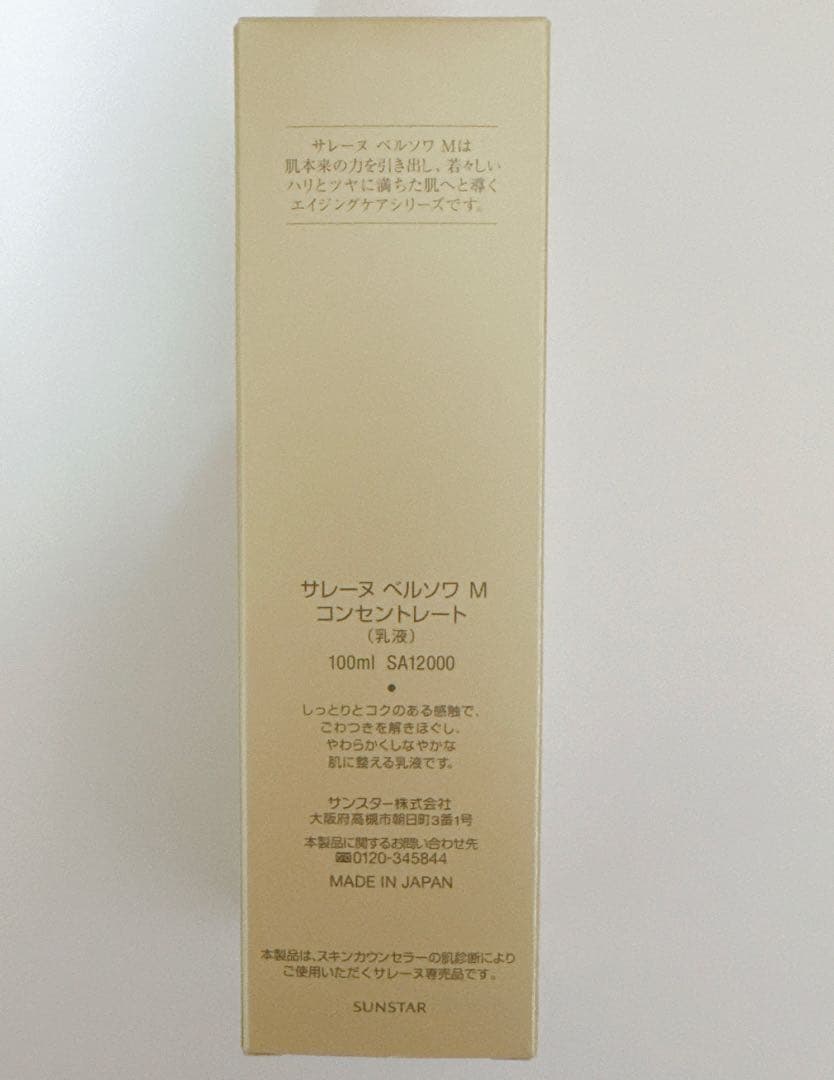 サレーヌ ベルソワ Mは
肌本来の力を引き出し、若々しい
ハリとツヤに満ちた肌へと導く
エイジングケアシリーズです。
サレーヌ ベルソワ M
コンセントレート
(乳液)
100ml SA12000
●
しっとりとコクのある感触で、
ごわつきを解きほぐし、
やわらかくしなやかな
肌に整える乳液です。
サンスター株式会社
大阪府高槻市朝日町3番1号
本製品に関するお問い合わせ先
0120-345844
MADE IN JAPAN
本製品は、スキンカウンセラーの肌診断により
ご使用いただくサレーヌ専売品です。
SUNSTAR